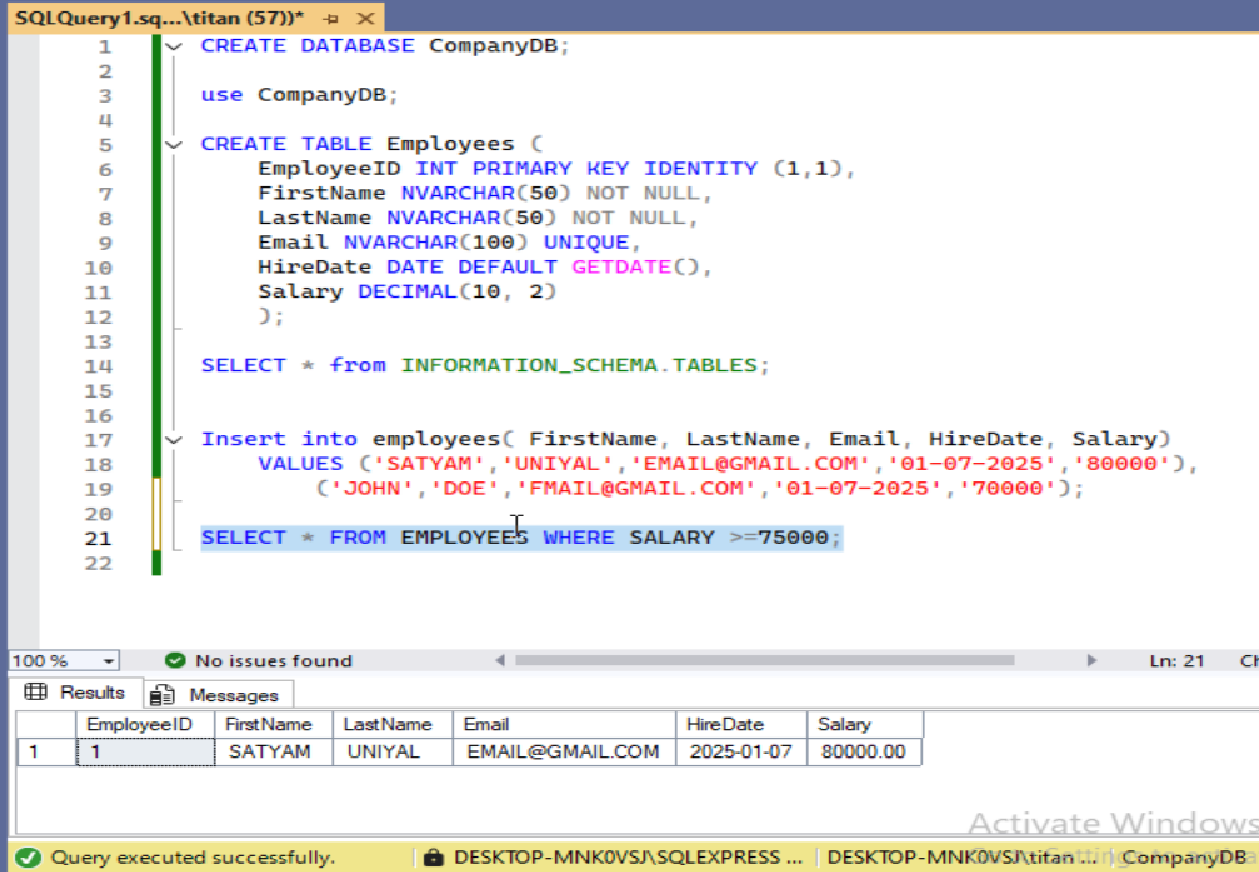 SQLQuery1.sq...\titan (57))*
1 CREATE DATABASE CompanyDB;
2
3 use CompanyDB;
4
5 CREATE TABLE Employees (
6 EmployeeID INT PRIMARY KEY IDENTITY (1,1),
7 FirstName NVARCHAR(50) NOT NULL,
8 LastName NVARCHAR(50) NOT NULL,
9 Email NVARCHAR(100) UNIQUE,
10 HireDate DATE DEFAULT GETDATE(),
11 Salary DECIMAL(10, 2)
12 );
13
14 SELECT * from INFORMATION_SCHEMA.TABLES;
15
16
17 Insert into employees( FirstName, LastName, Email, HireDate, Salary)
18 VALUES ('SATYAM','UNIYAL','EMAIL@GMAIL.COM','01-07-2025','80000'),
19 ('JOHN','DOE','FMAIL@GMAIL.COM','01-07-2025','70000');
20
21 SELECT * FROM EMPLOYEES WHERE SALARY >=75000;
22
100 % No issues found Ln: 21 Ch
Results Messages
EmployeeID FirstName LastName Email HireDate Salary
1 1 SATYAM UNIYAL EMAIL@GMAIL.COM 2025-01-07 80000.00
Activate Windows
Query executed successfully. DESKTOP-MNK0VSJ\SQLEXPRESS ... DESKTOP-MNK0VSJ\titan ... CompanyDB